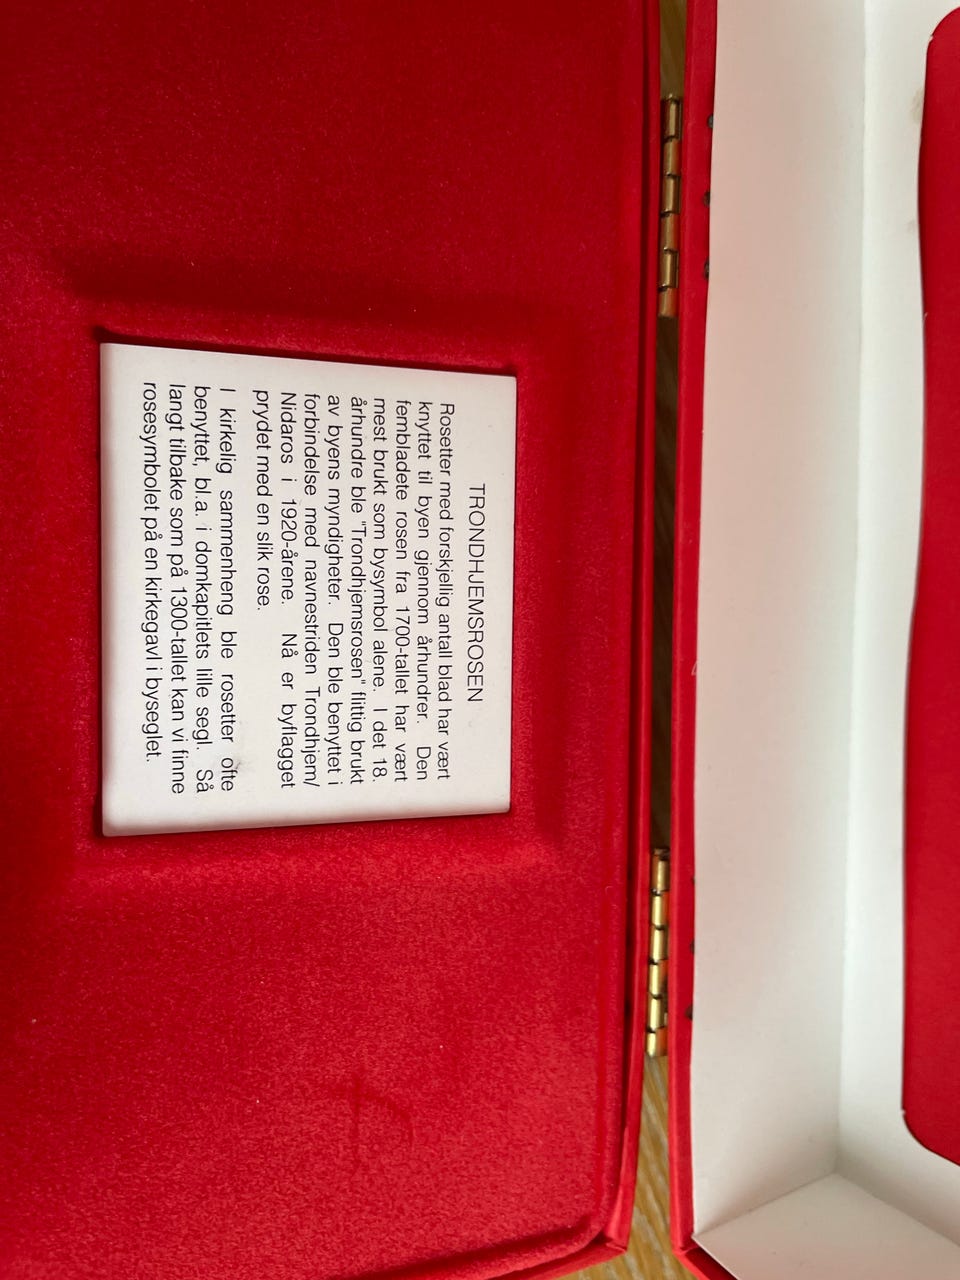 TRONDHJEMSROSEN
Rosetter med forskjellig antall blad har vært
knyttet til byen gjennom århundrer. Den
fembladete rosen fra 1700-tallet har vært
mest brukt som bysymbol alene. I det 18.
århundre ble "Trondhjemsrosen" flittig brukt
av byens myndigheter. Den ble benyttet i
forbindelse med navnestriden Trondhjem/
Nidaros i 1920-årene. Nå er byflagget
prydet med en slik rose.
I kirkelig sammenheng ble rosetter ofte
benyttet, bl.a. i domkapitlets lille segl. Så
langt tilbake som på 1300-tallet kan vi finne
rosesymbolet på en kirkegavl i byseglet.